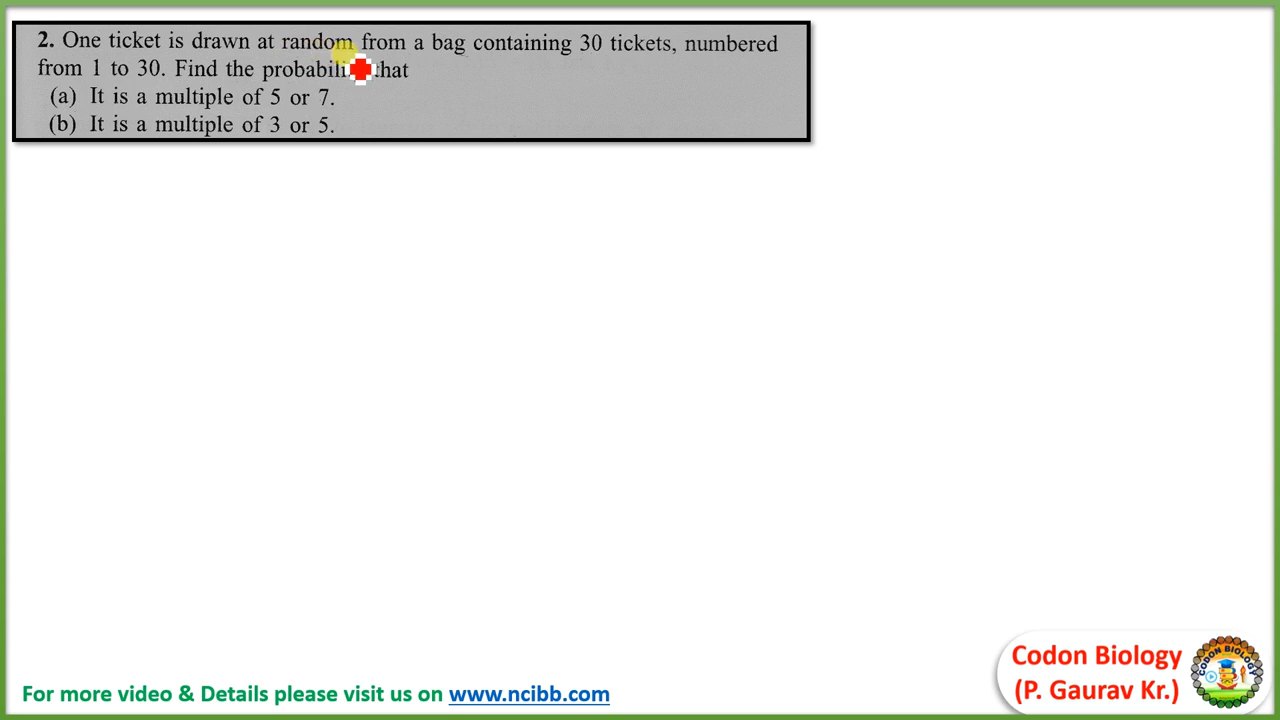 2. One ticket is drawn at random from a bag containing 30 tickets, numbered
from 1 to 30. Find the that
(a) It is a multiple of 5 or 7.
(b) It is a multiple of 3 or 5.
Codon Biology
(P. Gaurav Kr.)
CODON BIOLOGY
For more video & Details please visit us on www.ncibb.com